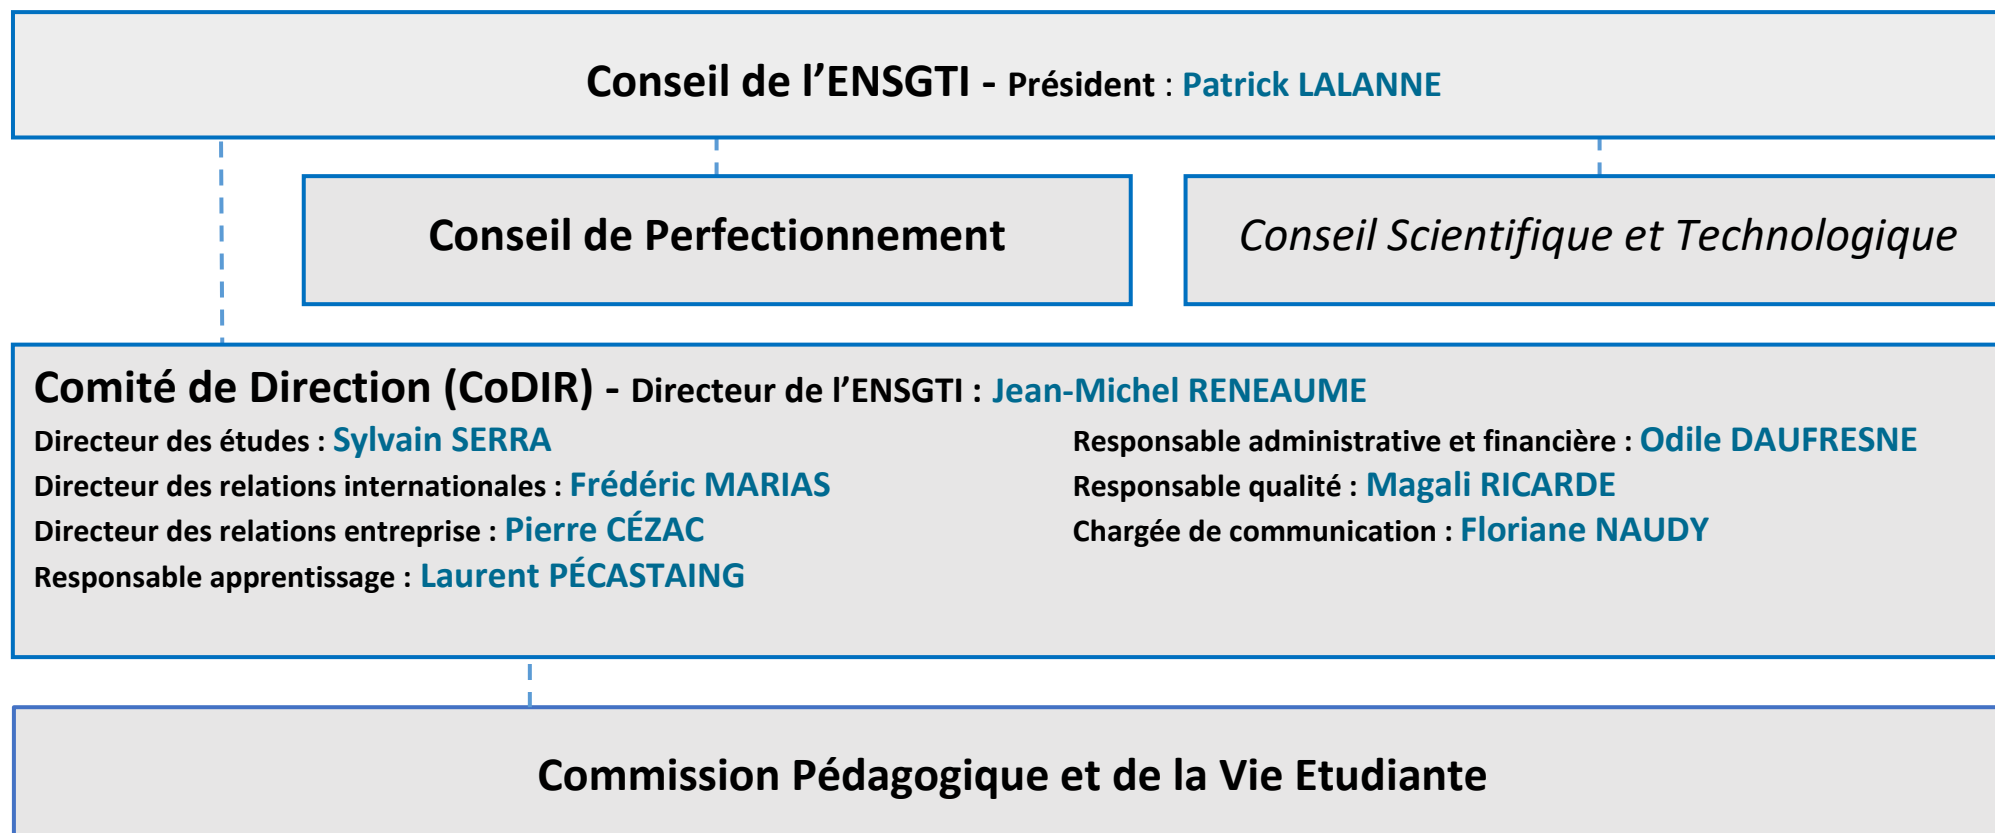 Conseil de l’ENSGTI - Président : Patrick LALANNE
Conseil de Perfectionnement
Conseil Scientifique et Technologique
Comité de Direction (CoDIR) - Directeur de l’ENSGTI : Jean-Michel RENEAUME
Directeur des études : Sylvain SERRA
Directeur des relations internationales : Frédéric MARIAS
Directeur des relations entreprise : Pierre CÉZAC
Responsable apprentissage : Laurent PÉCASTAING
Responsable administrative et financière : Odile DAUFRESNE
Responsable qualité : Magali RICARDE
Chargée de communication : Floriane NAUDY
Commission Pédagogique et de la Vie Etudiante